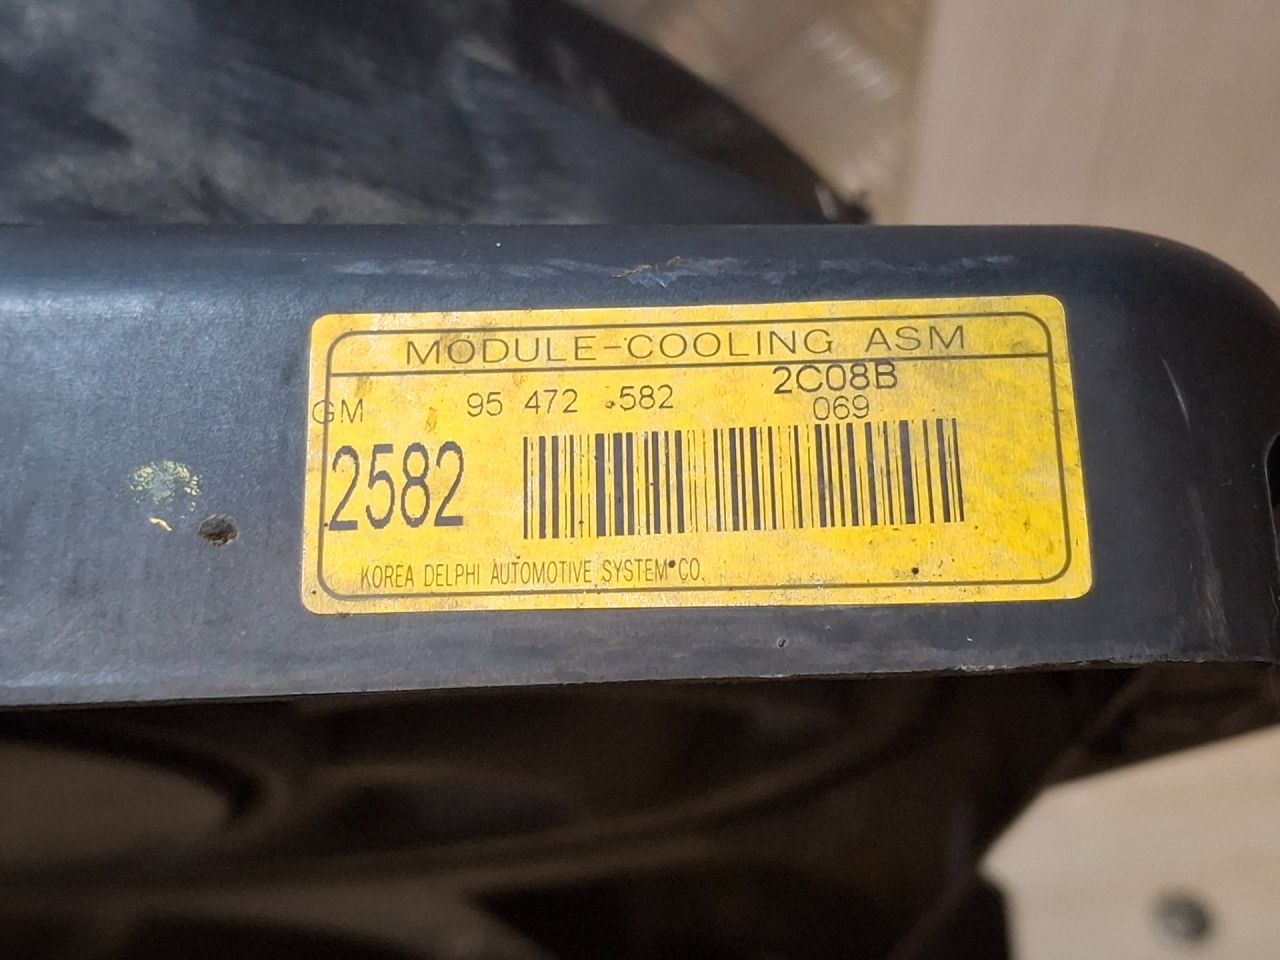 MODULE-COOLING ASM
GM 95 472 582 2C08B
069
2582
KOREA DELPHI AUTOMOTIVE SYSTEM CO.